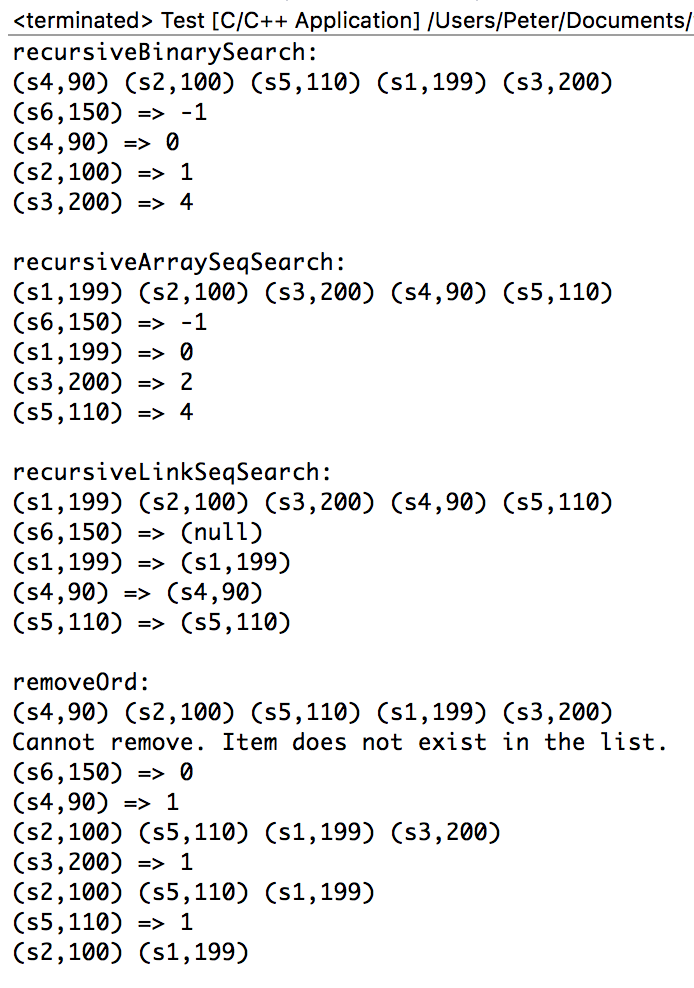 <terminated> Test [C/C++ Application] /Users/Peter/Documents/
recursiveBinarySearch:
(s4,90) (s2,100) (s5,110) (s1,199) (s3,200)
(s6,150) => -1
(s4,90) => 0
(s2,100) => 1
(s3,200) => 4

recursiveArraySeqSearch:
(s1,199) (s2,100) (s3,200) (s4,90) (s5,110)
(s6,150) => -1
(s1,199) => 0
(s3,200) => 2
(s5,110) => 4

recursiveLinkSeqSearch:
(s1,199) (s2,100) (s3,200) (s4,90) (s5,110)
(s6,150) => (null)
(s1,199) => (s1,199)
(s4,90) => (s4,90)
(s5,110) => (s5,110)

removeOrd:
(s4,90) (s2,100) (s5,110) (s1,199) (s3,200)
Cannot remove. Item does not exist in the list.
(s6,150) => 0
(s4,90) => 1
(s2,100) (s5,110) (s1,199) (s3,200)
(s3,200) => 1
(s2,100) (s5,110) (s1,199)
(s5,110) => 1
(s2,100) (s1,199)